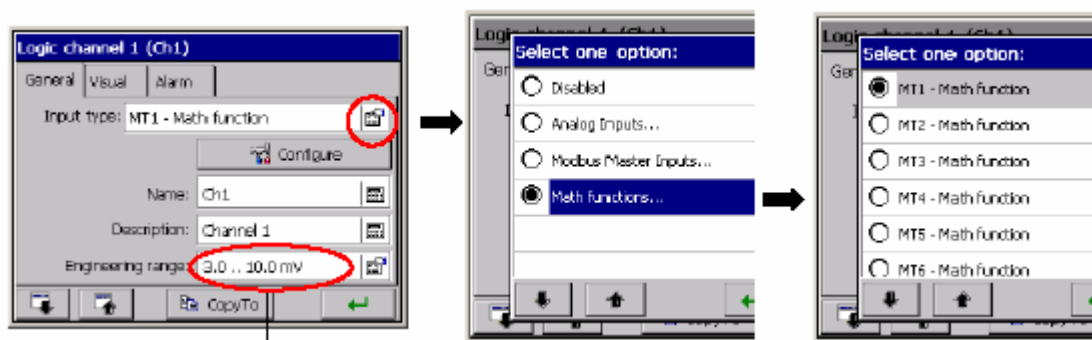 Logic channel 1 (Ch1)
General Visual Alarm
Input type: MT1 - Math function
Configure
Name: Ch1
Description: Channel 1
Engineering range: 3.0 .. 10.0 mV
CopyTo
Select one option:
Disabled
Analog Inputs...
Modbus Master Inputs...
Math functions...
Select one option:
MT1 - Math function
MT2 - Math function
MT3 - Math function
MT4 - Math function
MT5 - Math function
MT6 - Math function